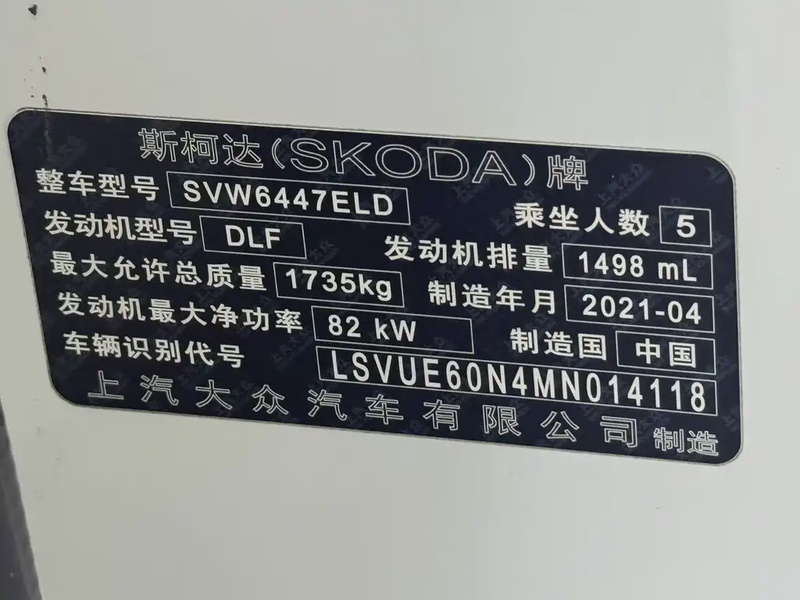 斯柯达(SKODA)牌
整车型号 SVW6447ELD 乘坐人数 5
发动机型号 DLF 发动机排量 1498 mL
最大允许总质量 1735kg 制造年月 2021-04
发动机最大净功率 82 kW 制造国 中国
车辆识别代号 LSVUE60N4MN014118
上汽大众汽车有限公司 制造